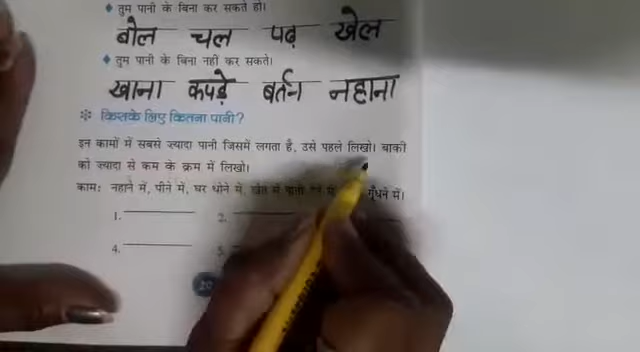 ♦ तुम पानी के बिना कर सकते हो।
बोल चल पढ़ खेल
♦ तुम पानी के बिना नहीं कर सकते।
खाना कपड़े बर्तन नहाना
❇ किसके लिए कितना पानी?
इन कामों में सबसे ज्यादा पानी जिसमें लगता है, उसे पहले लिखो। बाकी
को ज्यादा से कम के क्रम में लिखो।
काम: नहाने में, पीने में, घर धोने में, खेत में पानी गूँधने में।
1. 2.
4. 5.
20